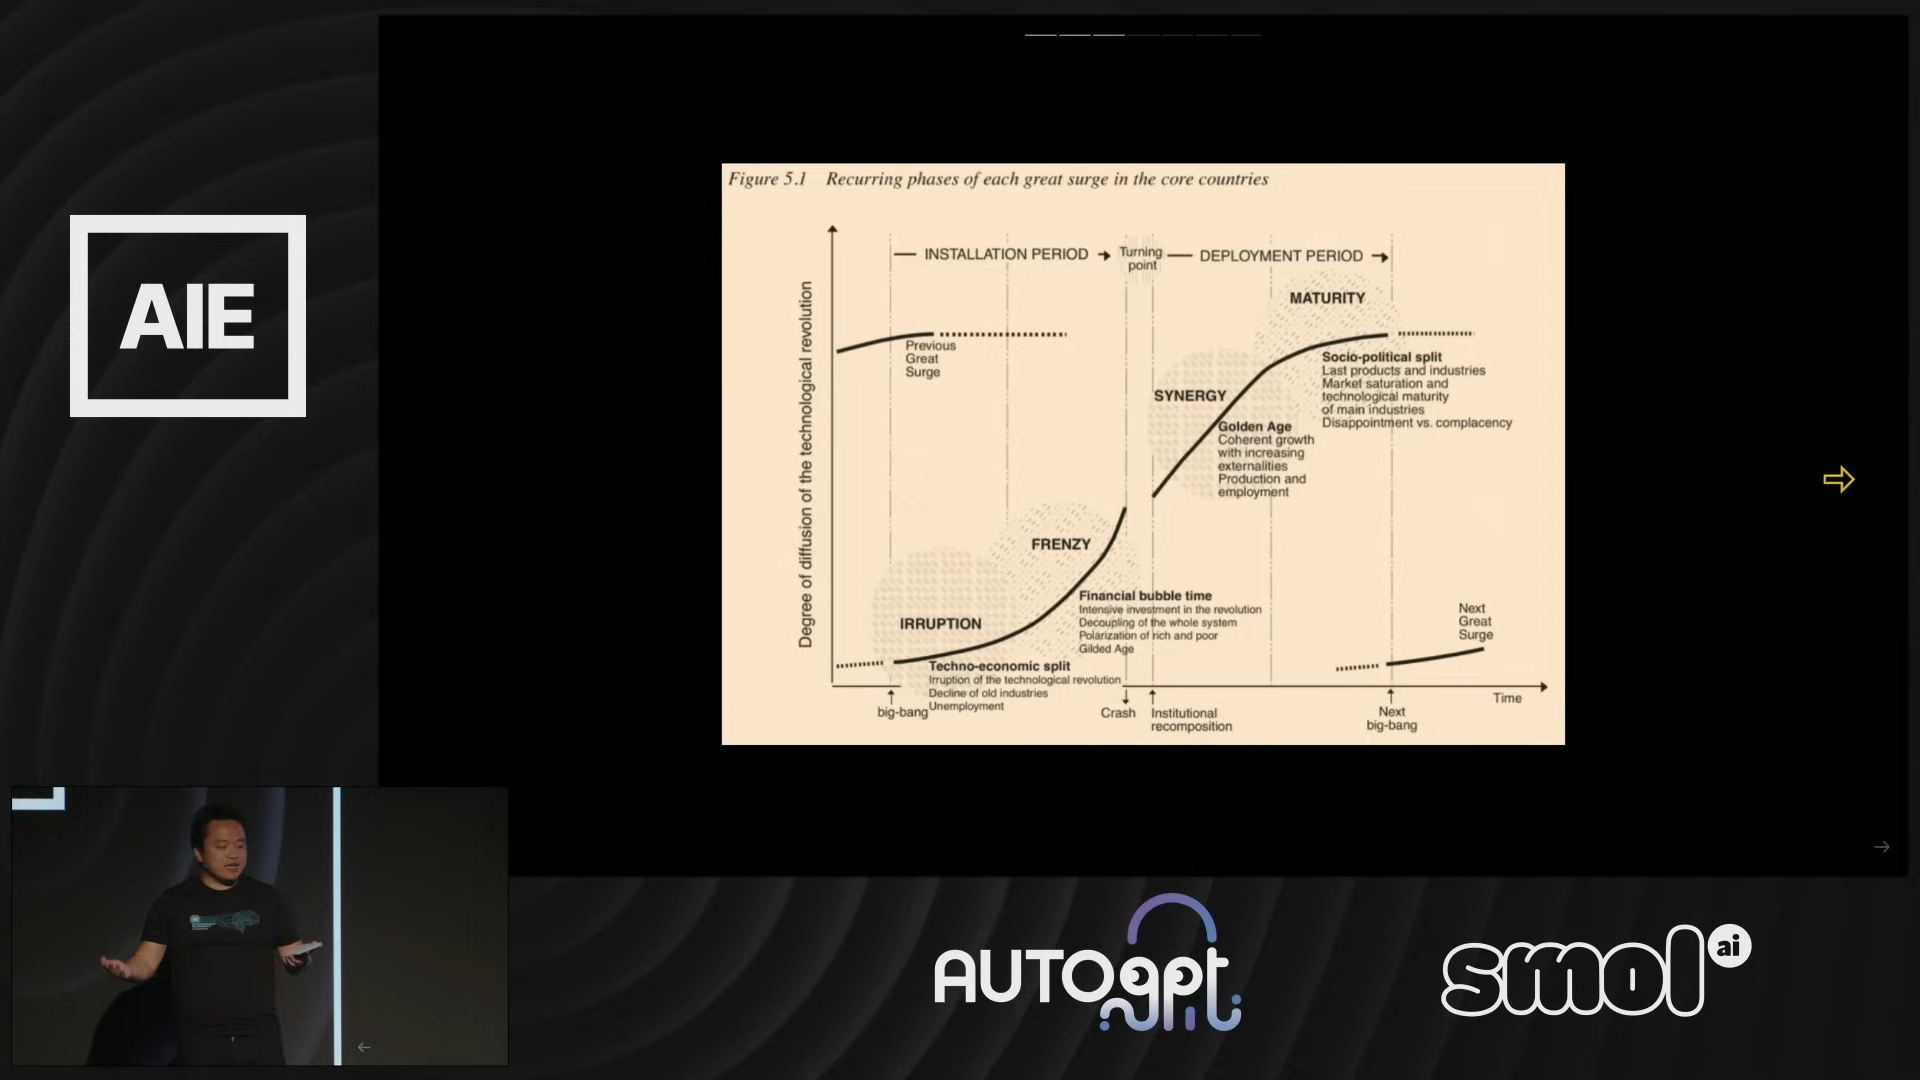 AIE
Figure 5.1 Recurring phases of each great surge in the core countries
INSTALLATION PERIOD
Turning
point
DEPLOYMENT PERIOD
Degree of diffusion of the technological revolution
Previous
Great
Surge
MATURITY
Socio-political split
Last products and industries
Market saturation and
technological maturity
of main industries
Disappointment vs. complacency
SYNERGY
Golden Age
Coherent growth
with increasing
externalities
Production and
employment
FRENZY
Financial bubble time
Intensive investment in the revolution
Decoupling of the whole system
Polarization of rich and poor
Gilded Age
IRRUPTION
Techno-economic split
Irruption of the technological revolution
Decline of old industries
Unemployment
Next
Great
Surge
Time
big-bang
Crash
Institutional
recomposition
Next
big-bang
AUTOgpt
smol ai